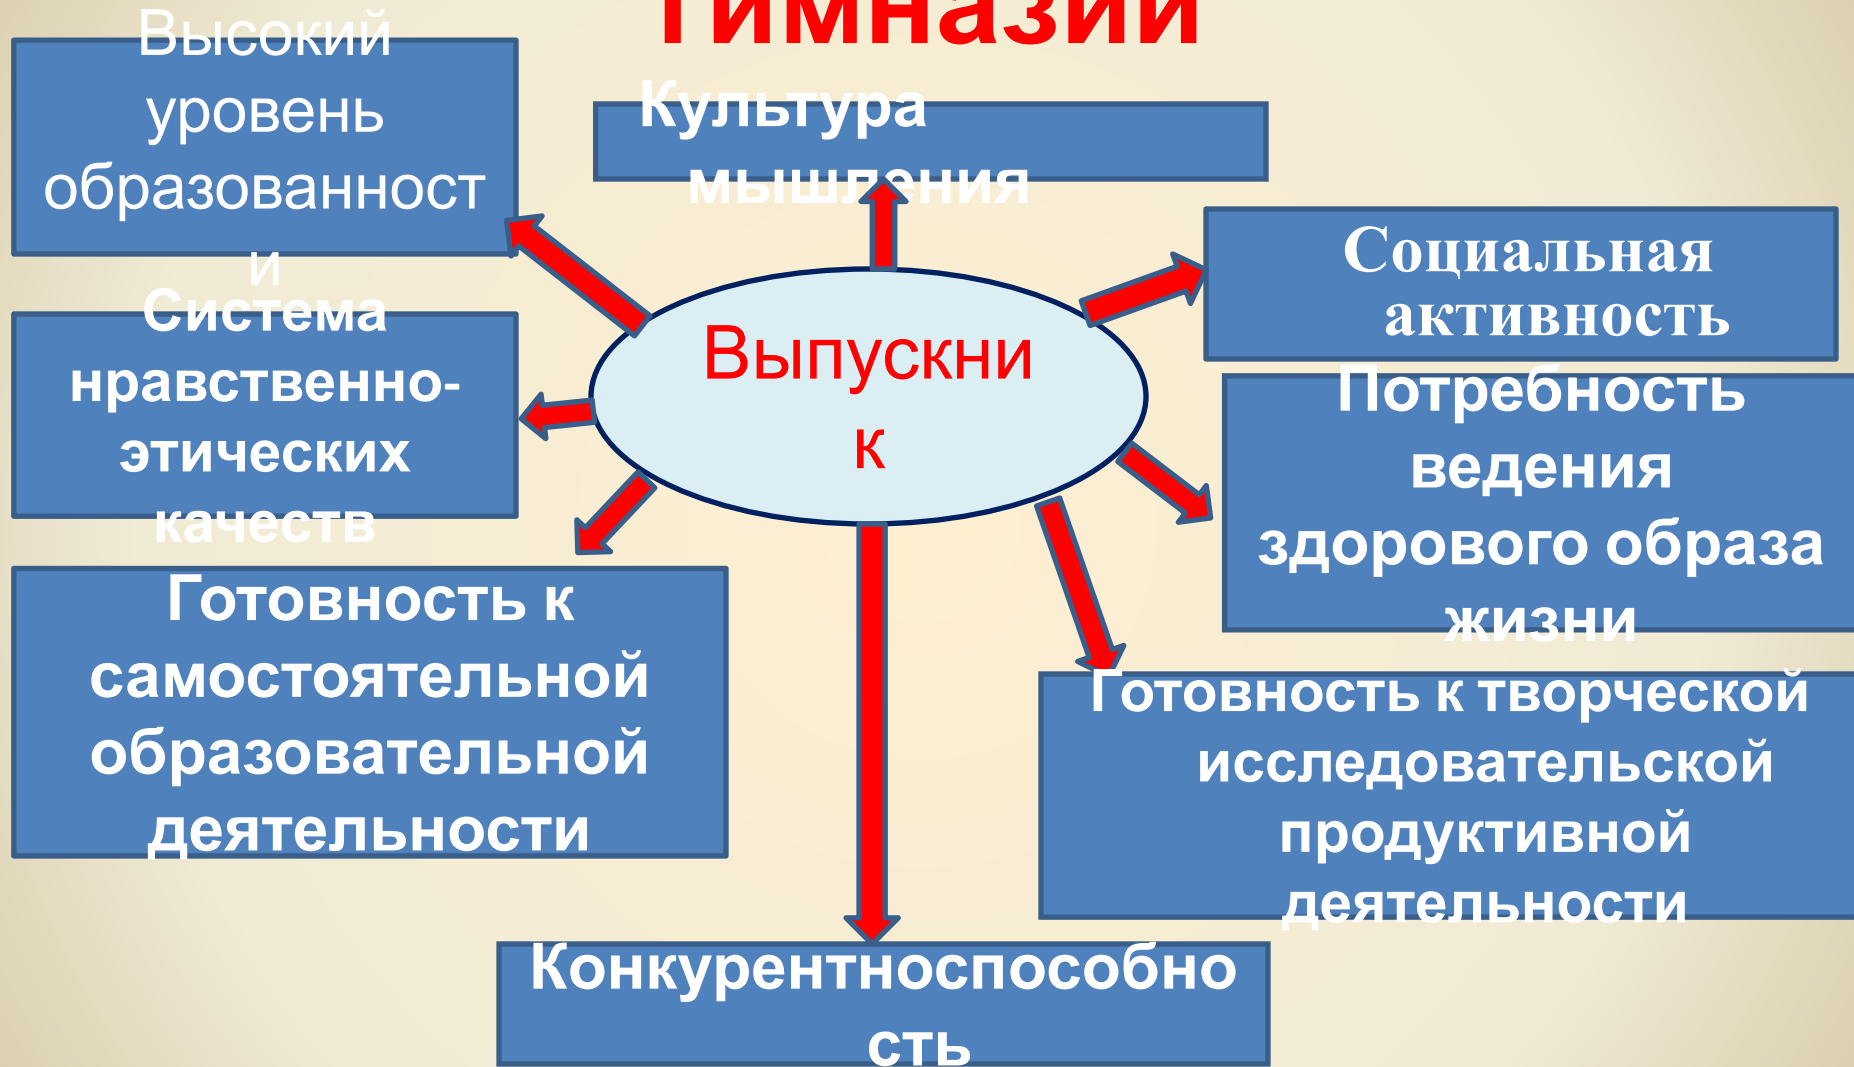 гимназии
Высокий
уровень
образованност
и
Культура
мышления
Социальная
активность
Система
нравственно-
этических
качеств
Выпускни
к
Потребность
ведения
здорового образа
жизни
Готовность к
самостоятельной
образовательной
деятельности
Готовность к творческой
исследовательской
продуктивной
деятельности
Конкурентноспособно
сть